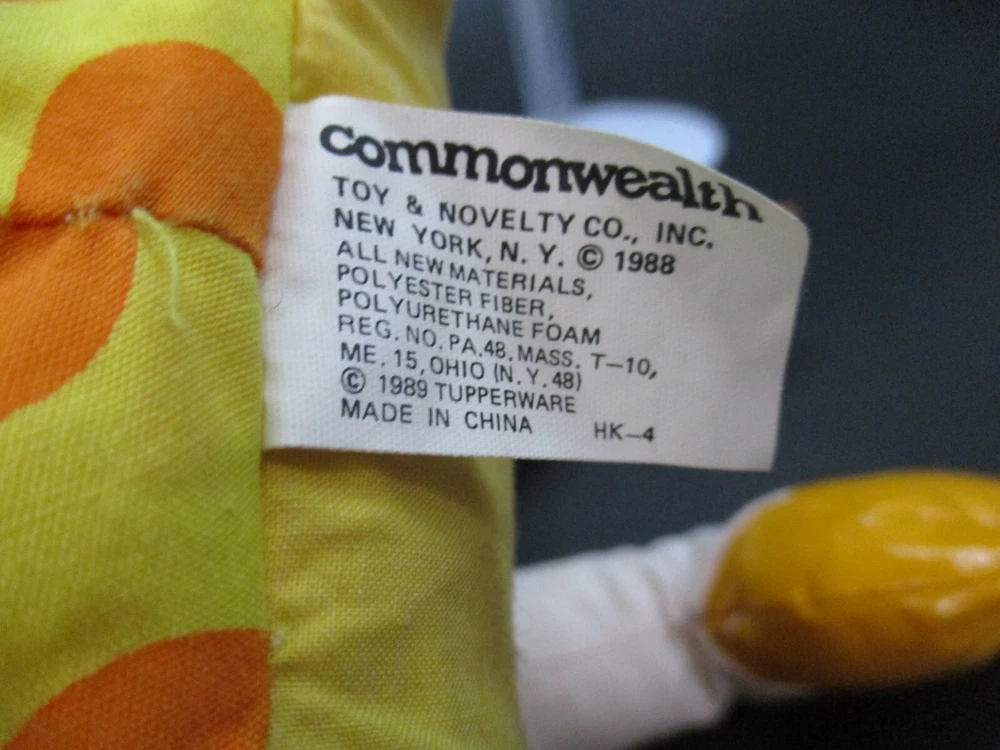 commonwealth
TOY & NOVELTY CO., INC.
NEW YORK, N. Y. © 1988
ALL NEW MATERIALS,
POLYESTER FIBER,
POLYURETHANE FOAM
REG. NO. PA. 48. MASS. T-10,
ME. 15, OHIO (N. Y. 48)
© 1989 TUPPERWARE
MADE IN CHINA HK-4